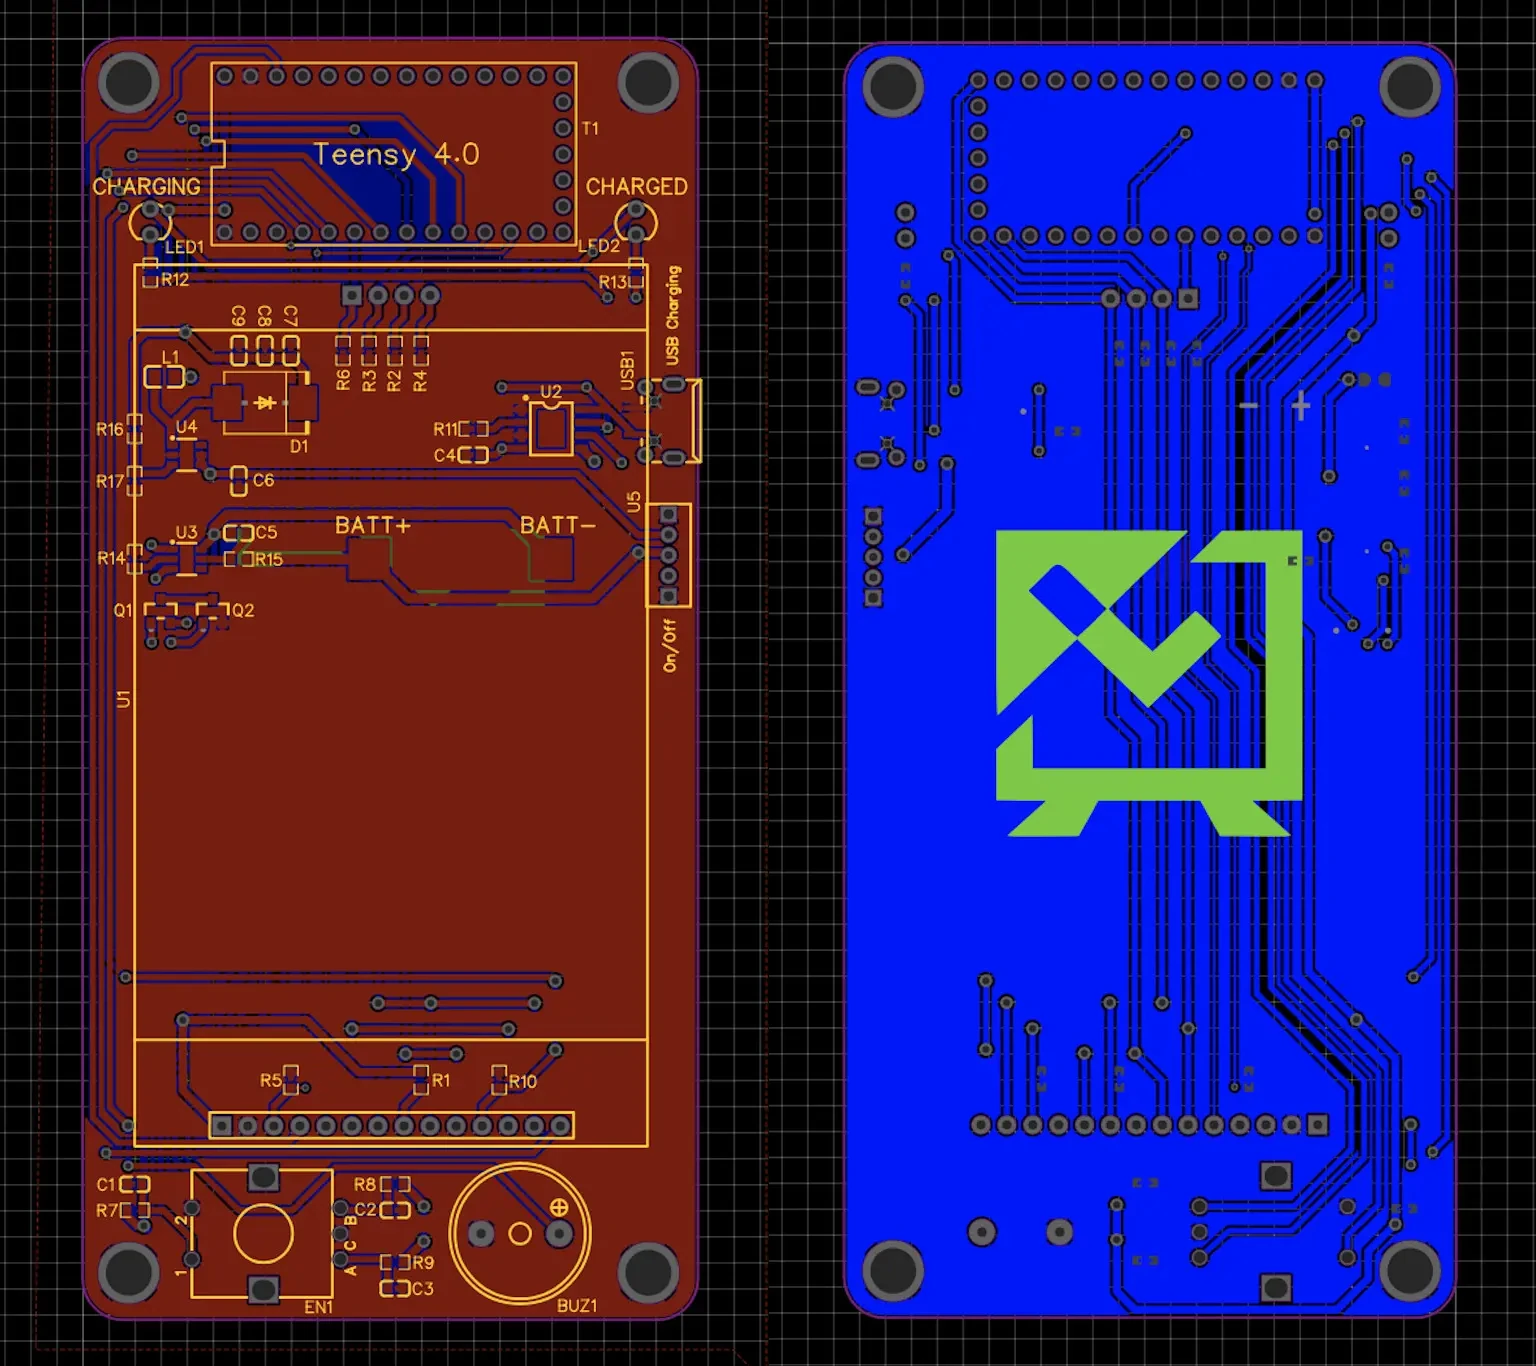 T1
Teensy 4.0
CHARGING
CHARGED
LED1
LED2
R12
R13
USB Charging
C9
C8
C7
R6
R3
R2
R4
L1
USB1
U2
D1
R16
U4
R11
C4
R17
C6
U5
BATT+
BATT-
U3
C5
R14
R15
Q1
Q2
On/Off
U1
R5
R1
R10
C1
R7
R8
C2
2
1
B
C
A
R9
C3
EN1
BUZ1
- +